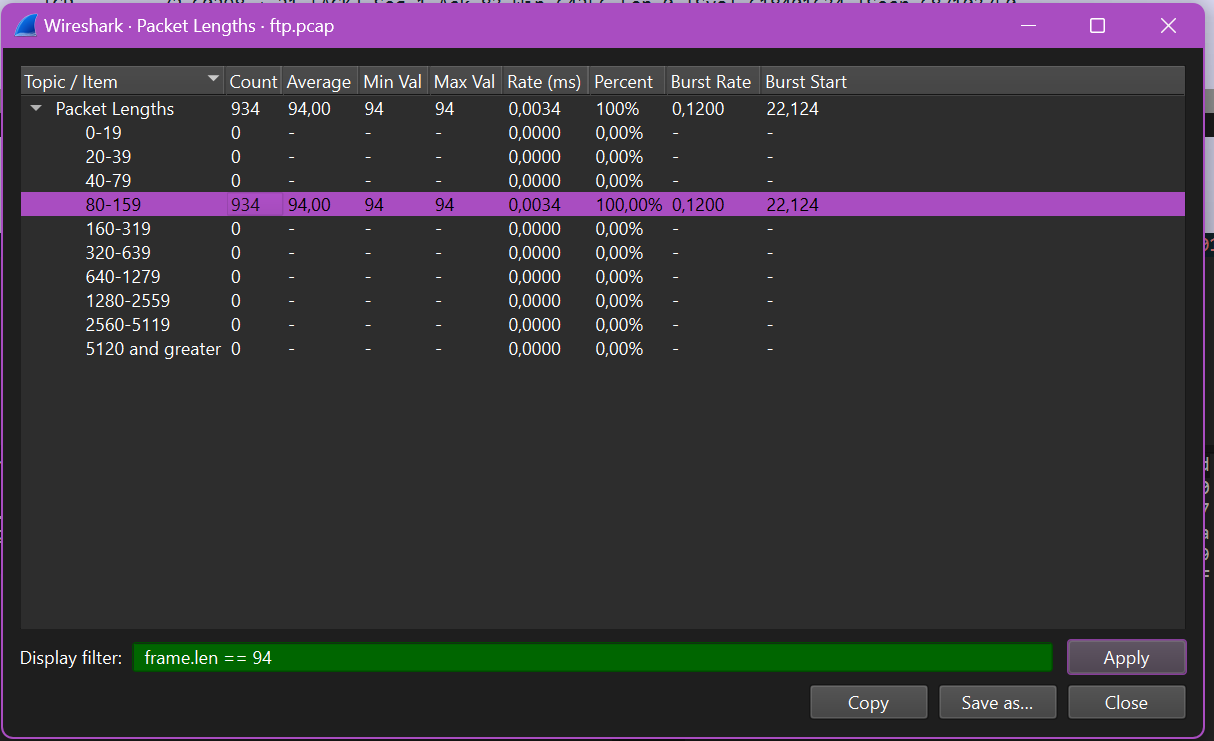 Wireshark · Packet Lengths · ftp.pcap
Topic / Item Count Average Min Val Max Val Rate (ms) Percent Burst Rate Burst Start
Packet Lengths 934 94,00 94 94 0,0034 100% 0,1200 22,124
0-19 0 - - - 0,0000 0,00% - -
20-39 0 - - - 0,0000 0,00% - -
40-79 0 - - - 0,0000 0,00% - -
80-159 934 94,00 94 94 0,0034 100,00% 0,1200 22,124
160-319 0 - - - 0,0000 0,00% - -
320-639 0 - - - 0,0000 0,00% - -
640-1279 0 - - - 0,0000 0,00% - -
1280-2559 0 - - - 0,0000 0,00% - -
2560-5119 0 - - - 0,0000 0,00% - -
5120 and greater 0 - - - 0,0000 0,00% - -
Display filter: frame.len == 94 Apply
Copy Save as... Close